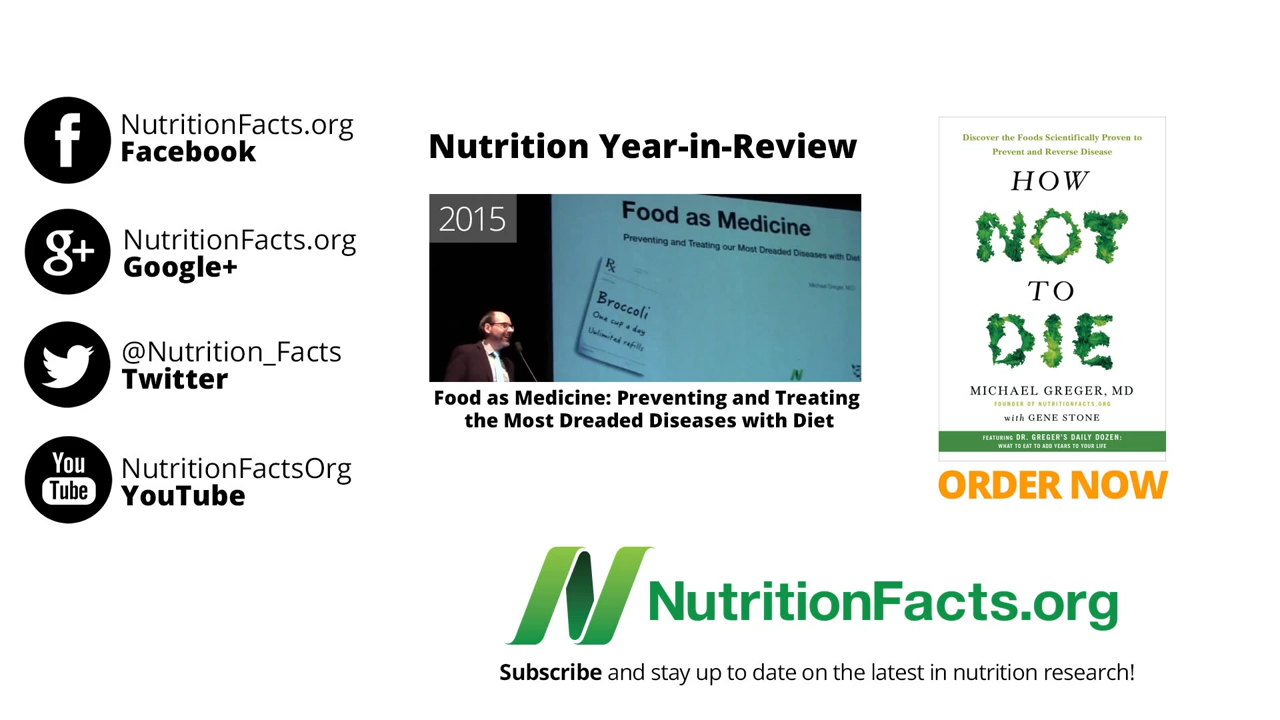 NutritionFacts.org
Facebook
NutritionFacts.org
Google+
@Nutrition_Facts
Twitter
You
Tube
NutritionFactsOrg
YouTube
Nutrition Year-in-Review
2015
Food as Medicine
Preventing and Treating our Most Dreaded Diseases with Diet
Michael Greger, M.D.
Rx
Broccoli
One cup a day
Unlimited refills
Food as Medicine: Preventing and Treating
the Most Dreaded Diseases with Diet
Discover the Foods Scientifically Proven to
Prevent and Reverse Disease
HOW
NOT
TO
DIE
MICHAEL GREGER, MD
FOUNDER OF NUTRITIONFACTS.ORG
with GENE STONE
FEATURING DR. GREGER'S DAILY DOZEN:
WHAT TO EAT TO ADD YEARS TO YOUR LIFE
ORDER NOW
NutritionFacts.org
Subscribe and stay up to date on the latest in nutrition research!